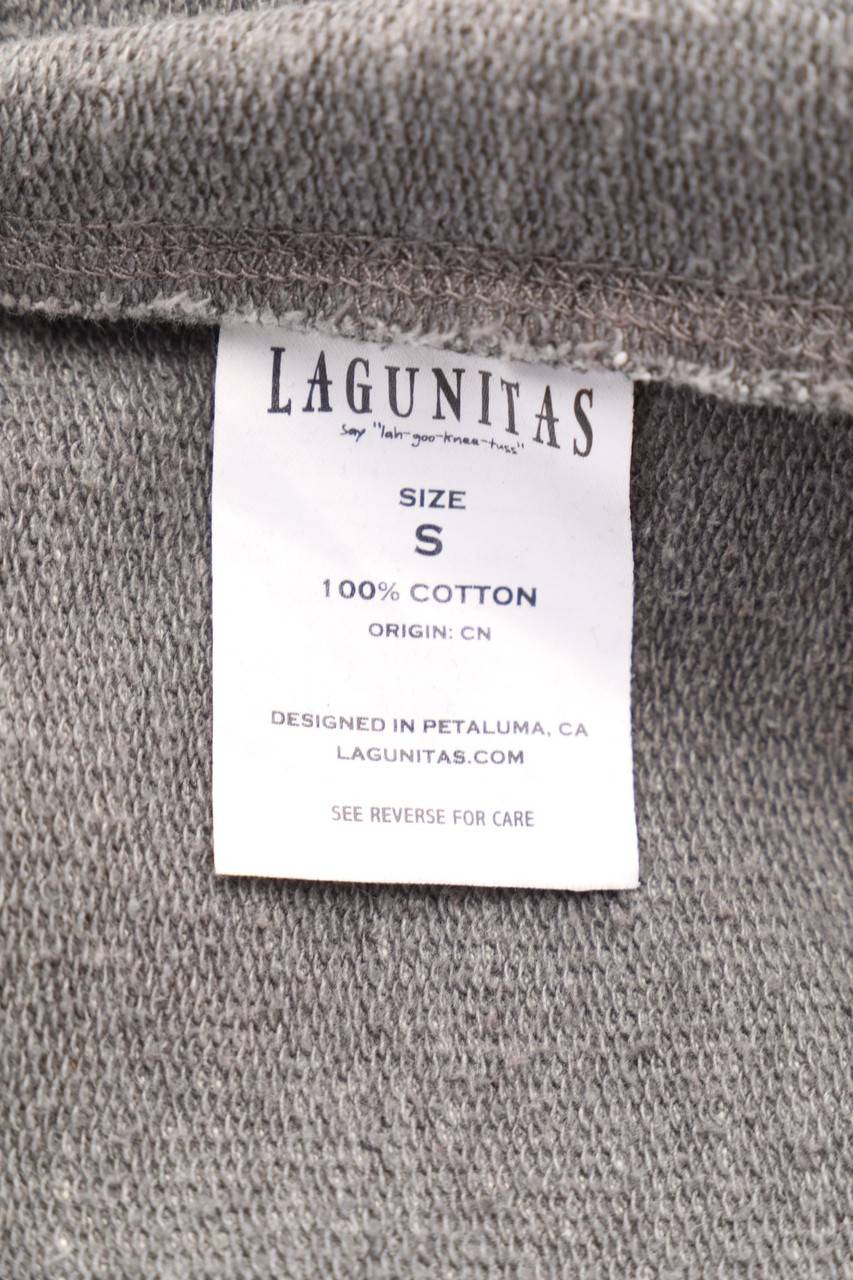 LAGUNITAS
say "lah-goo-knee-tuss"
SIZE
S
100% COTTON
ORIGIN: CN
DESIGNED IN PETALUMA, CA
LAGUNITAS.COM
SEE REVERSE FOR CARE